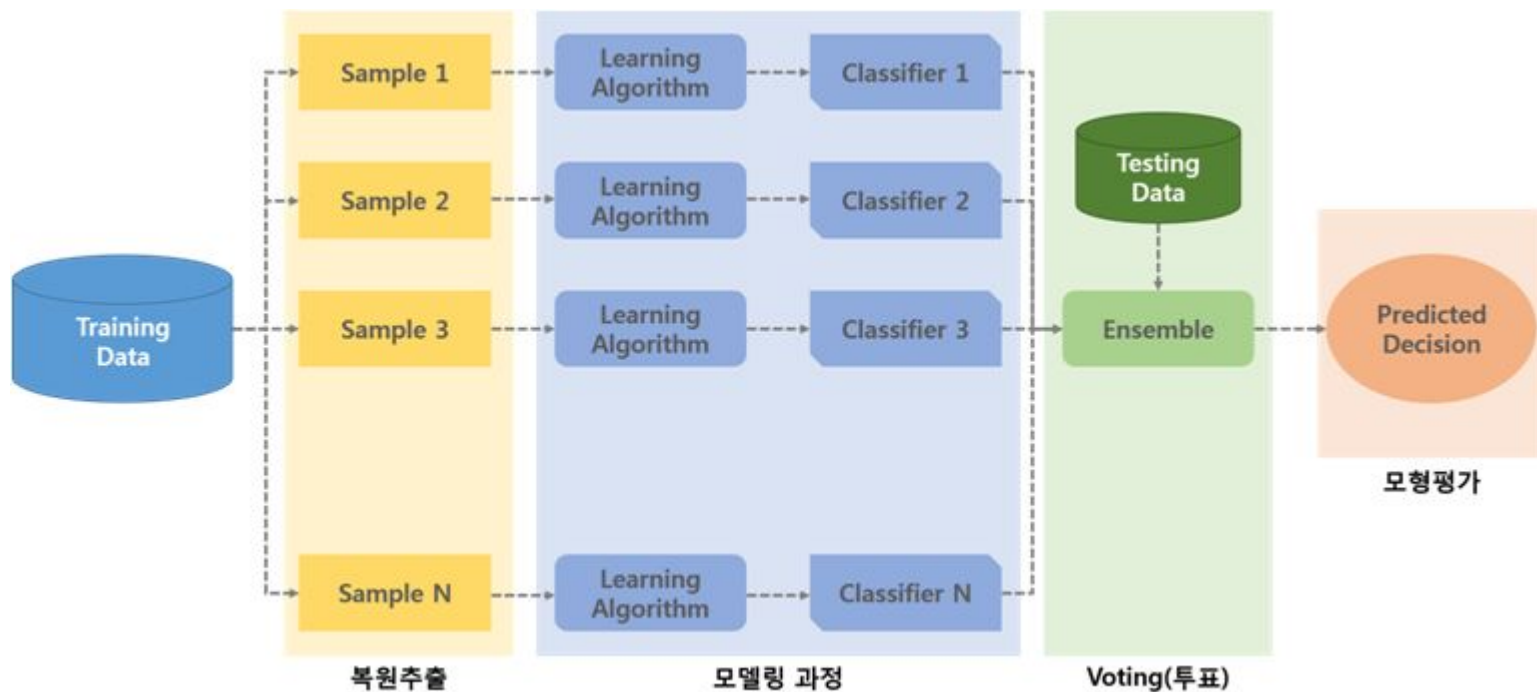 Training
Data
Sample 1
Learning
Algorithm
Classifier 1
Sample 2
Learning
Algorithm
Classifier 2
Sample 3
Learning
Algorithm
Classifier 3
Sample N
Learning
Algorithm
Classifier N
Testing
Data
Ensemble
Predicted
Decision
복원추출
모델링 과정
Voting(투표)
모형평가